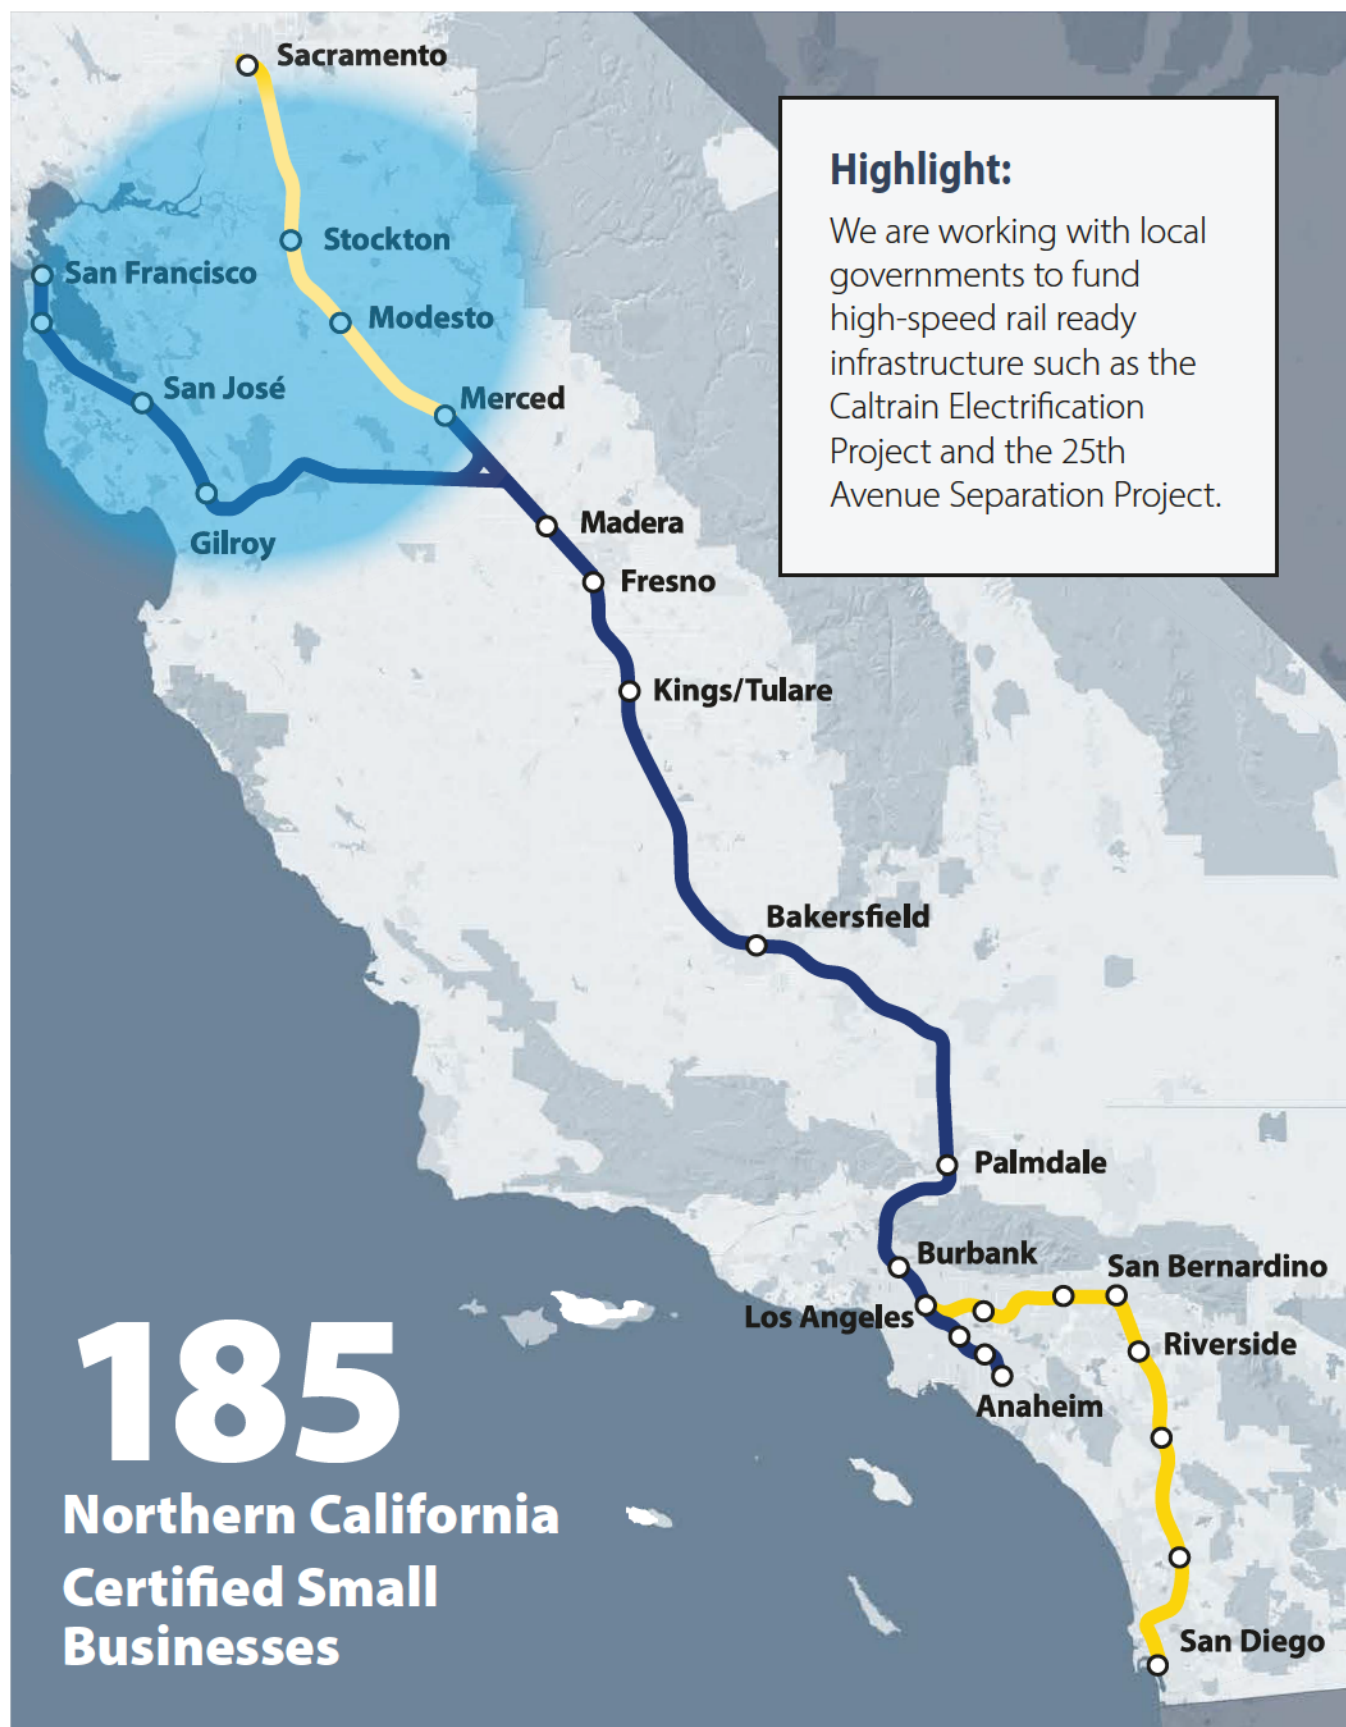 Sacramento
Highlight:
We are working with local
governments to fund
high-speed rail ready
infrastructure such as the
Caltrain Electrification
Project and the 25th
Avenue Separation Project.
Stockton
San Francisco
Modesto
San José
Merced
Gilroy
Madera
Fresno
Kings/Tulare
Bakersfield
Palmdale
Burbank
San Bernardino
Los Angeles
Riverside
Anaheim
San Diego
185
Northern California
Certified Small
Businesses